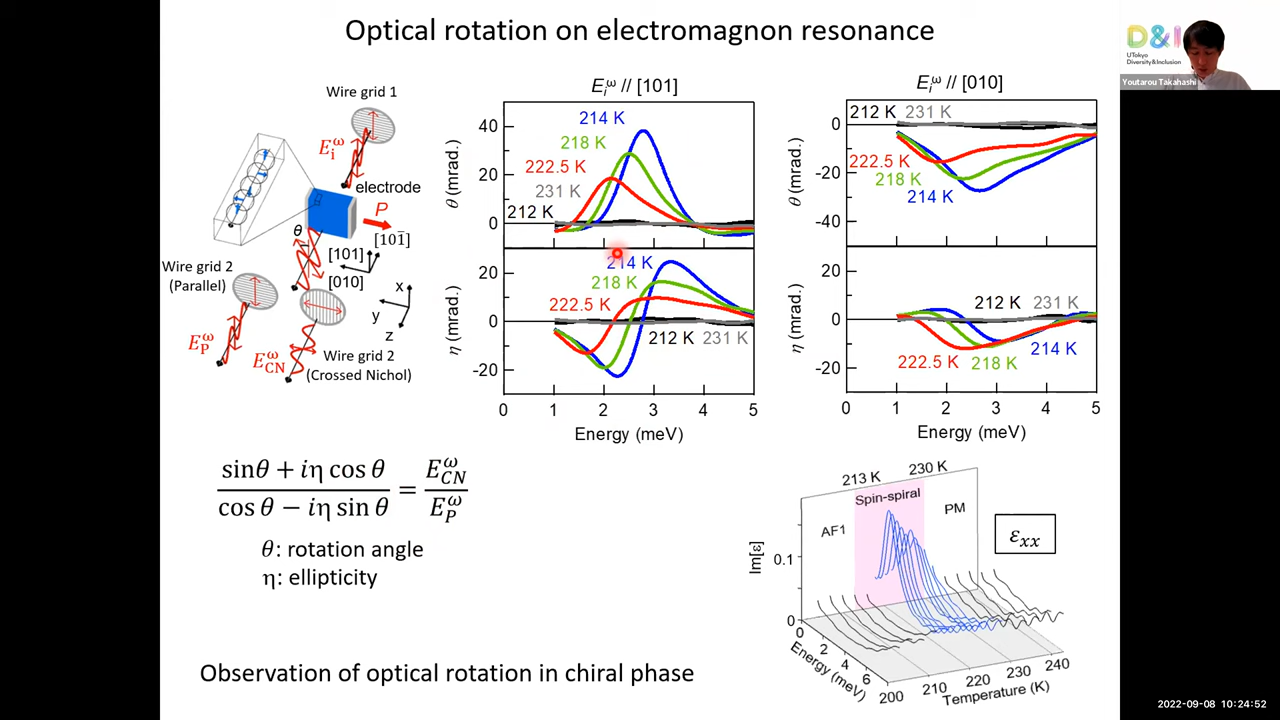 Optical rotation on electromagnon resonance
D&I
UTokyo
Diversity&Inclusion
Youtarou Takahashi
Wire grid 1
E_i^ω
electrode
P
θ
[101̅]
[101]
[010]
Wire grid 2
(Parallel)
x
y
z
E_P^ω
E_CN^ω
Wire grid 2
(Crossed Nichol)
E_i^ω // [101]
214 K
218 K
222.5 K
231 K
212 K
θ (mrad.)
40
20
0
214 K
218 K
222.5 K
212 K
231 K
η (mrad.)
20
0
-20
0 1 2 3 4 5
Energy (meV)
E_i^ω // [010]
212 K 231 K
222.5 K
218 K
214 K
θ (mrad.)
0
-20
-40
212 K 231 K
222.5 K 218 K 214 K
η (mrad.)
20
0
-20
0 1 2 3 4 5
Energy (meV)
(sinθ + iη cos θ)/(cos θ − iη sin θ) = E_CN^ω/E_P^ω
θ: rotation angle
η: ellipticity
213 K 230 K
Spin-spiral
AF1
PM
ε_xx
Im[ε]
0.1
0
0 2 4 6
Energy (meV)
200 210 220 230 240
Temperature (K)
Observation of optical rotation in chiral phase
2022-09-08 10:24:52